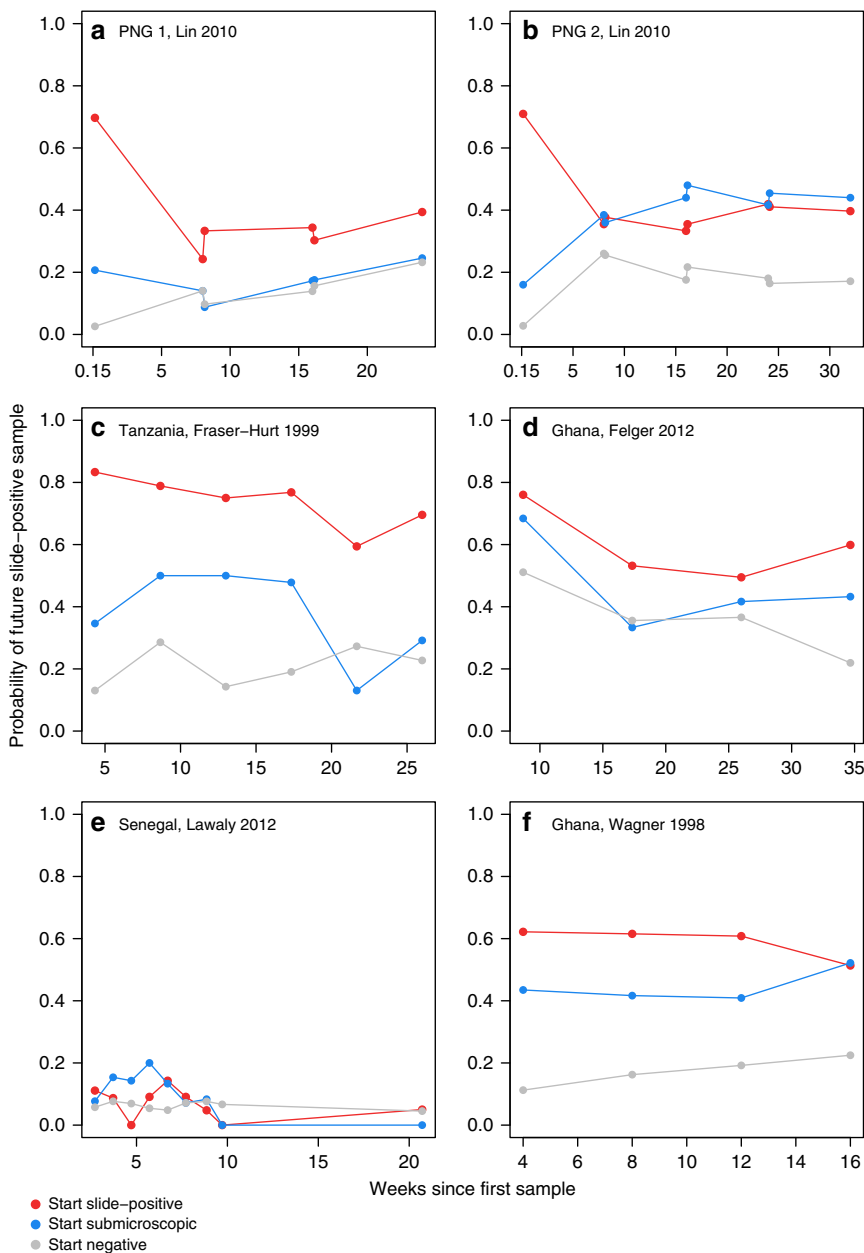 a PNG 1, Lin 2010
1.0
0.8
0.6
0.4
0.2
0.0
0.15 5 10 15 20
b PNG 2, Lin 2010
1.0
0.8
0.6
0.4
0.2
0.0
0.15 5 10 15 20 25 30
Probability of future slide−positive sample
c Tanzania, Fraser−Hurt 1999
1.0
0.8
0.6
0.4
0.2
0.0
5 10 15 20 25
d Ghana, Felger 2012
1.0
0.8
0.6
0.4
0.2
0.0
10 15 20 25 30 35
e Senegal, Lawaly 2012
1.0
0.8
0.6
0.4
0.2
0.0
5 10 15 20
f Ghana, Wagner 1998
1.0
0.8
0.6
0.4
0.2
0.0
4 6 8 10 12 14 16
Weeks since first sample
Start slide−positive
Start submicroscopic
Start negative